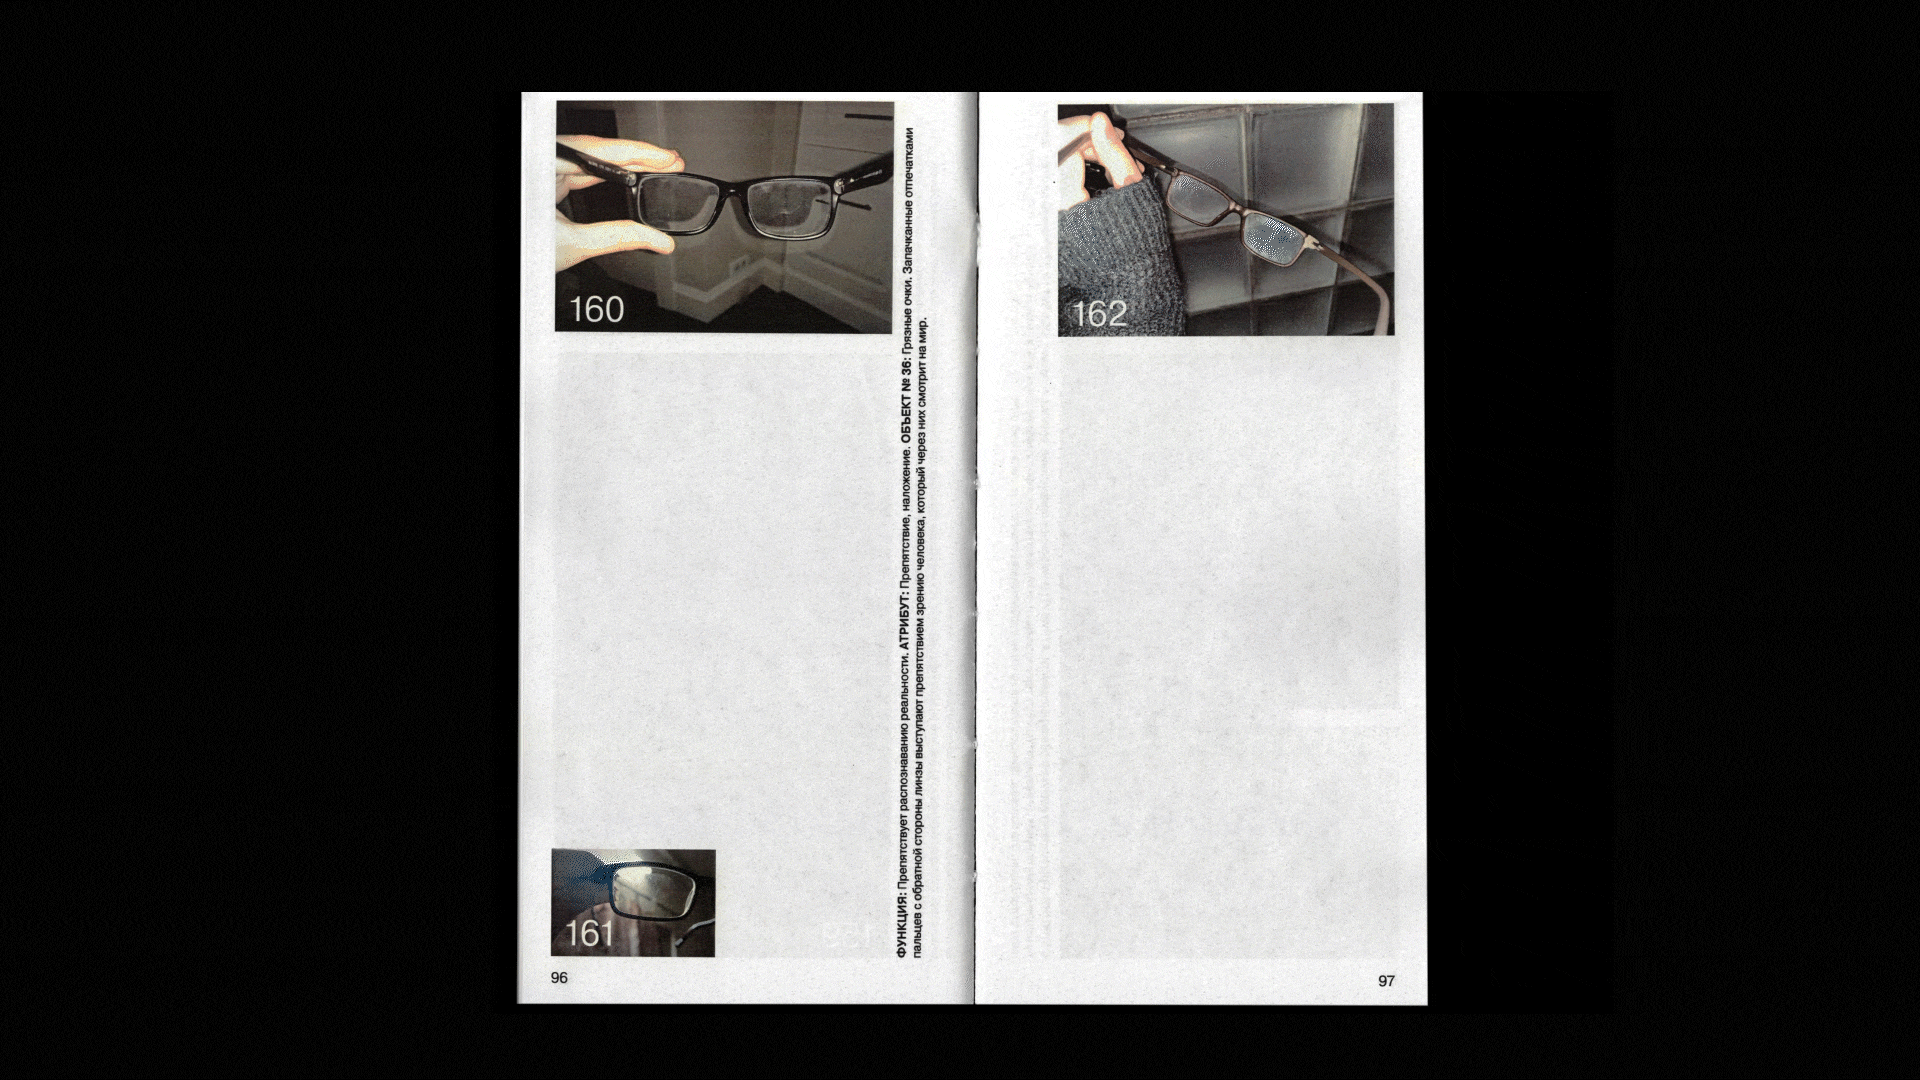 160
ФУНКЦИЯ: Препятствует распознаванию реальности. АТРИБУТ: Препятствие, наложение. ОБЪЕКТ № 36: Грязные очки. Запачканные отпечатками
пальцев с обратной стороны линзы выступают препятствием зрению человека, который через них смотрит на мир.
161
96
162
97